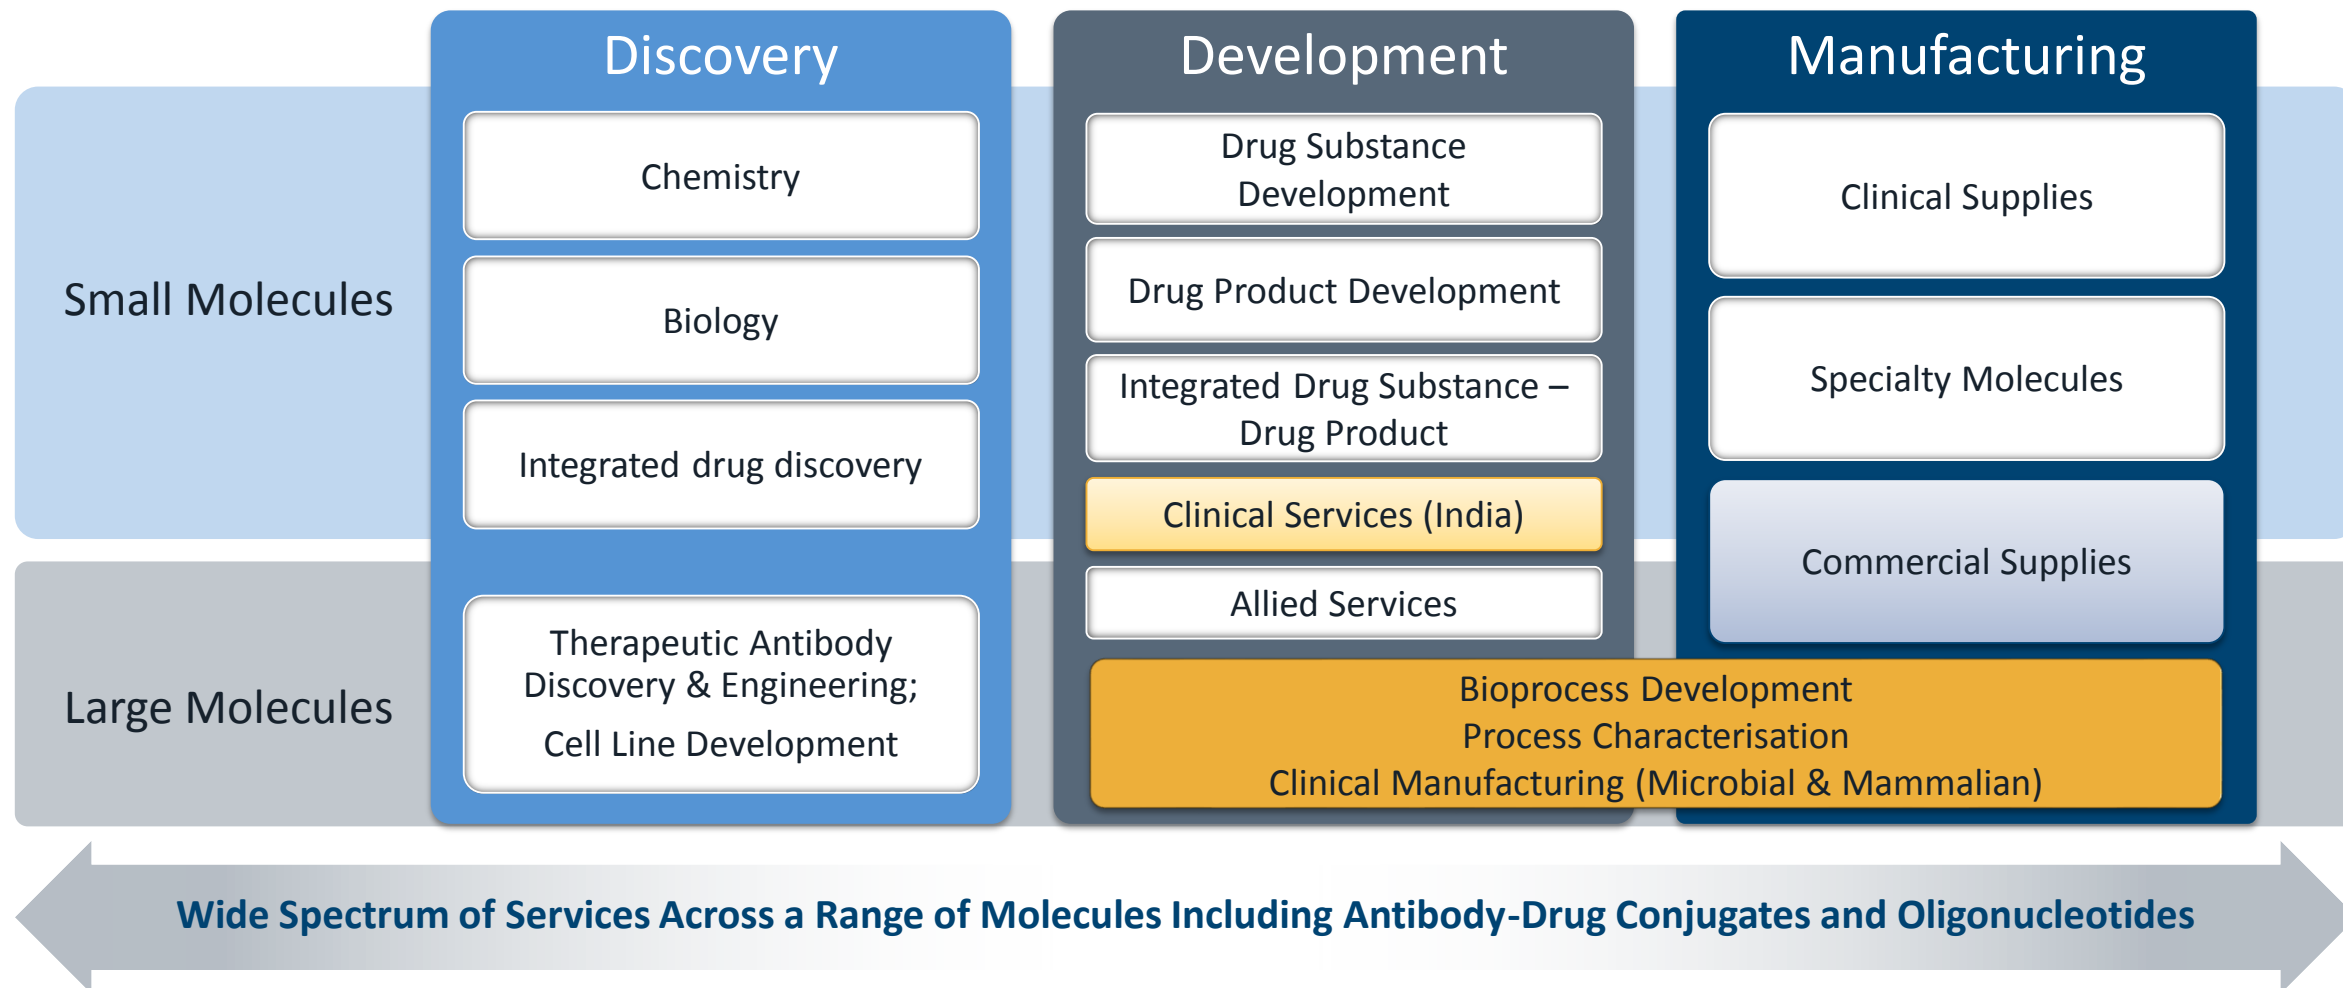 Discovery
Development
Manufacturing
Small Molecules
Large Molecules
Chemistry
Biology
Integrated drug discovery
Therapeutic Antibody
Discovery & Engineering;
Cell Line Development
Drug Substance
Development
Drug Product Development
Integrated Drug Substance –
Drug Product
Clinical Services (India)
Allied Services
Clinical Supplies
Specialty Molecules
Commercial Supplies
Bioprocess Development
Process Characterisation
Clinical Manufacturing (Microbial & Mammalian)
Wide Spectrum of Services Across a Range of Molecules Including Antibody-Drug Conjugates and Oligonucleotides